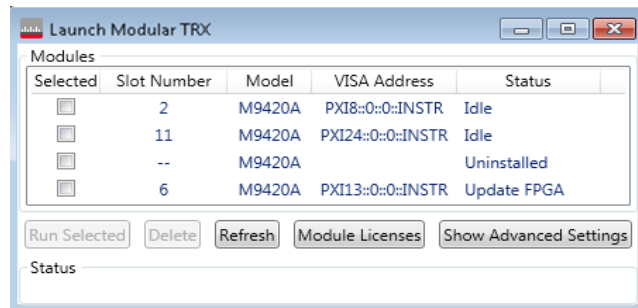 Launch Modular TRX
Modules
Selected Slot Number Model VISA Address Status
2 M9420A PXI8::0::0::INSTR Idle
11 M9420A PXI24::0::0::INSTR Idle
-- M9420A Uninstalled
6 M9420A PXI13::0::0::INSTR Update FPGA
Run Selected Delete Refresh Module Licenses Show Advanced Settings
Status